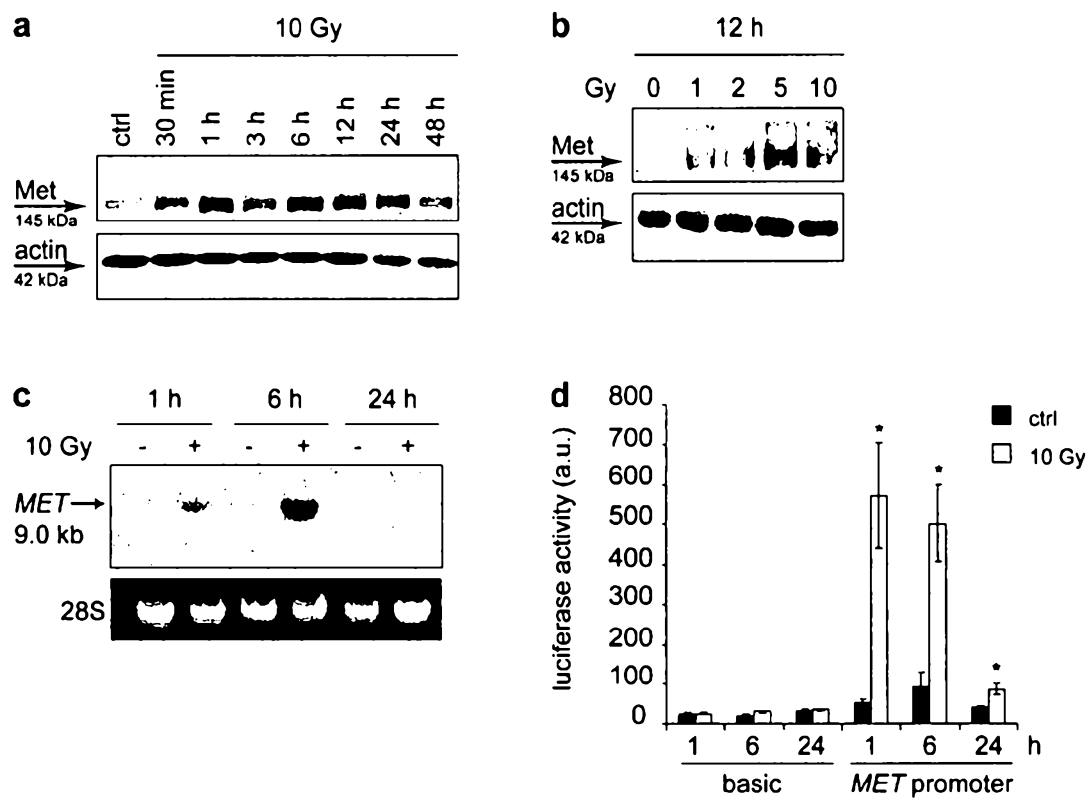 a
10 Gy
ctrl
30 min
1 h
3 h
6 h
12 h
24 h
48 h
Met
145 kDa
actin
42 kDa
b
12 h
Gy 0 1 2 5 10
Met
145 kDa
actin
42 kDa
c
1 h 6 h 24 h
10 Gy - + - + - +
MET
9.0 kb
28S
d
luciferase activity (a.u.)
800
700
600
500
400
300
200
100
0
* * *
ctrl
10 Gy
1 6 24 1 6 24 h
basic MET promoter